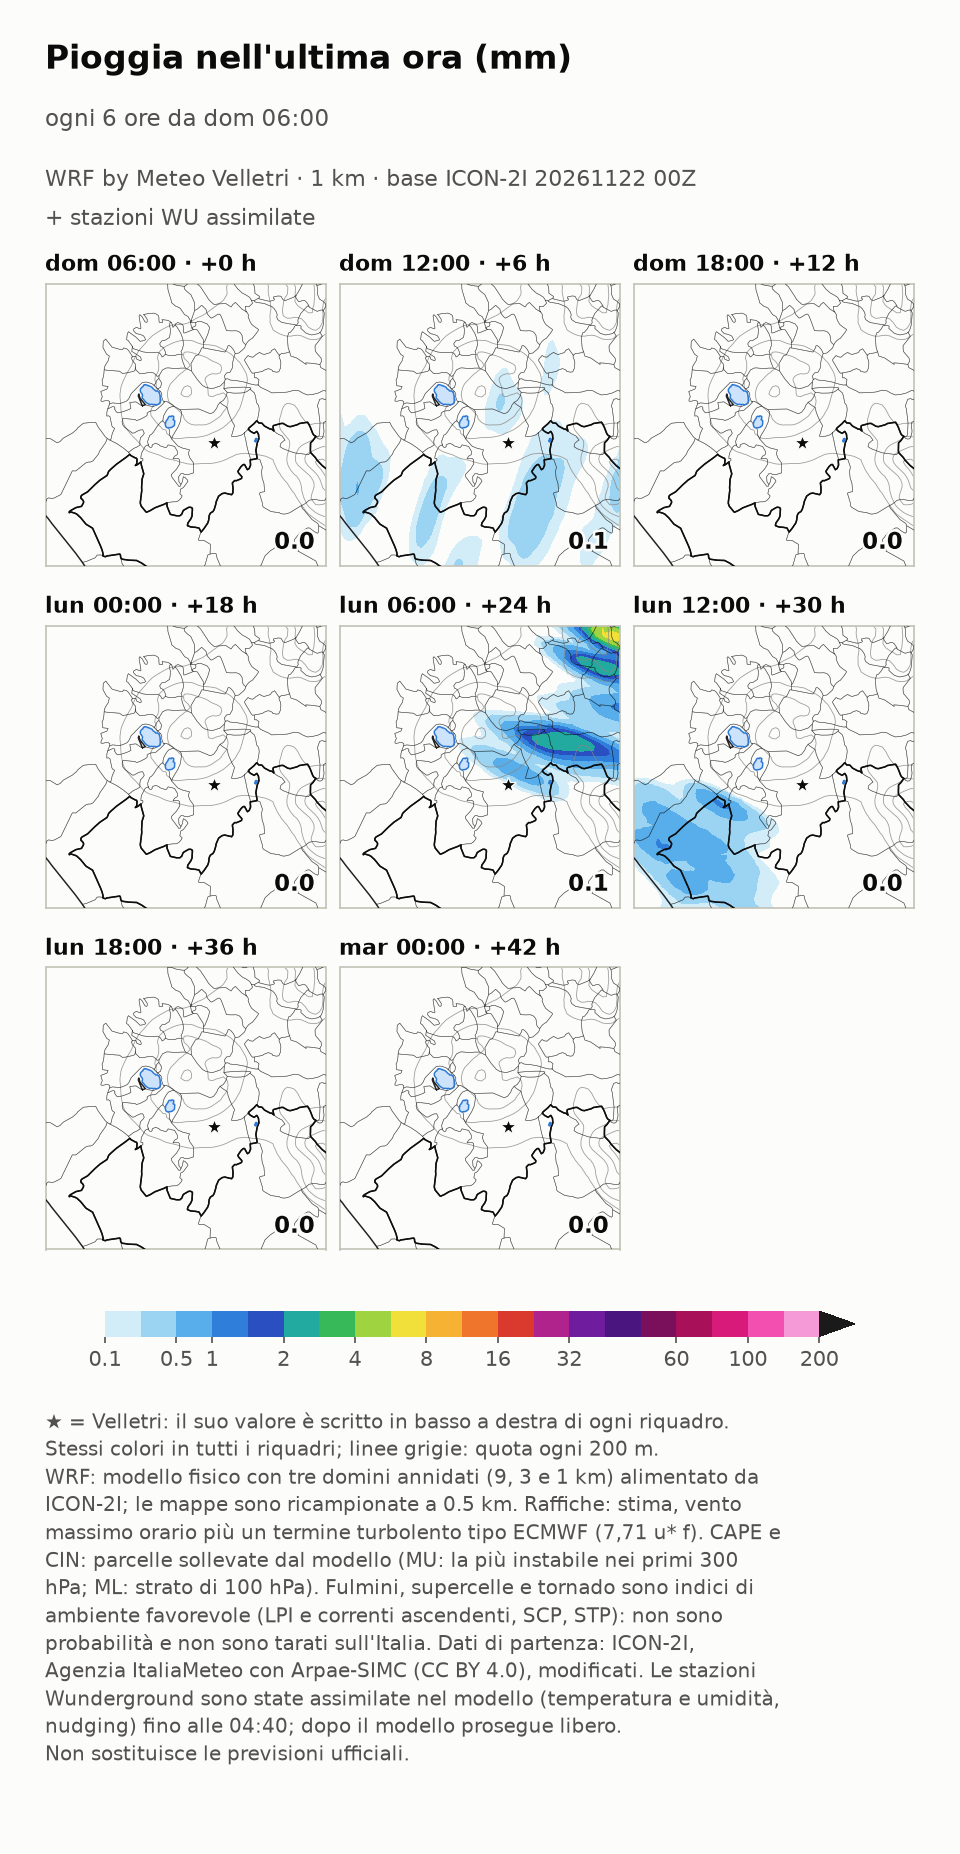 Pioggia nell'ultima ora (mm)
ogni 6 ore da dom 06:00
WRF by Meteo Velletri · 1 km · base ICON-2I 20261122 00Z
+ stazioni WU assimilate
dom 06:00 · +0 h
dom 12:00 · +6 h
dom 18:00 · +12 h
0.0
0.1
0.0
lun 00:00 · +18 h
lun 06:00 · +24 h
lun 12:00 · +30 h
0.0
0.1
0.0
lun 18:00 · +36 h
mar 00:00 · +42 h
0.0
0.0
0.1 0.5 1 2 4 8 16 32 60 100 200
★ = Velletri: il suo valore è scritto in basso a destra di ogni riquadro.
Stessi colori in tutti i riquadri; linee grigie: quota ogni 200 m.
WRF: modello fisico con tre domini annidati (9, 3 e 1 km) alimentato da
ICON-2I; le mappe sono ricampionate a 0.5 km. Raffiche: stima, vento
massimo orario più un termine turbolento tipo ECMWF (7,71 u* f). CAPE e
CIN: parcelle sollevate dal modello (MU: la più instabile nei primi 300
hPa; ML: strato di 100 hPa). Fulmini, supercelle e tornado sono indici di
ambiente favorevole (LPI e correnti ascendenti, SCP, STP): non sono
probabilità e non sono tarati sull'Italia. Dati di partenza: ICON-2I,
Agenzia ItaliaMeteo con Arpae-SIMC (CC BY 4.0), modificati. Le stazioni
Wunderground sono state assimilate nel modello (temperatura e umidità,
nudging) fino alle 04:40; dopo il modello prosegue libero.
Non sostituisce le previsioni ufficiali.